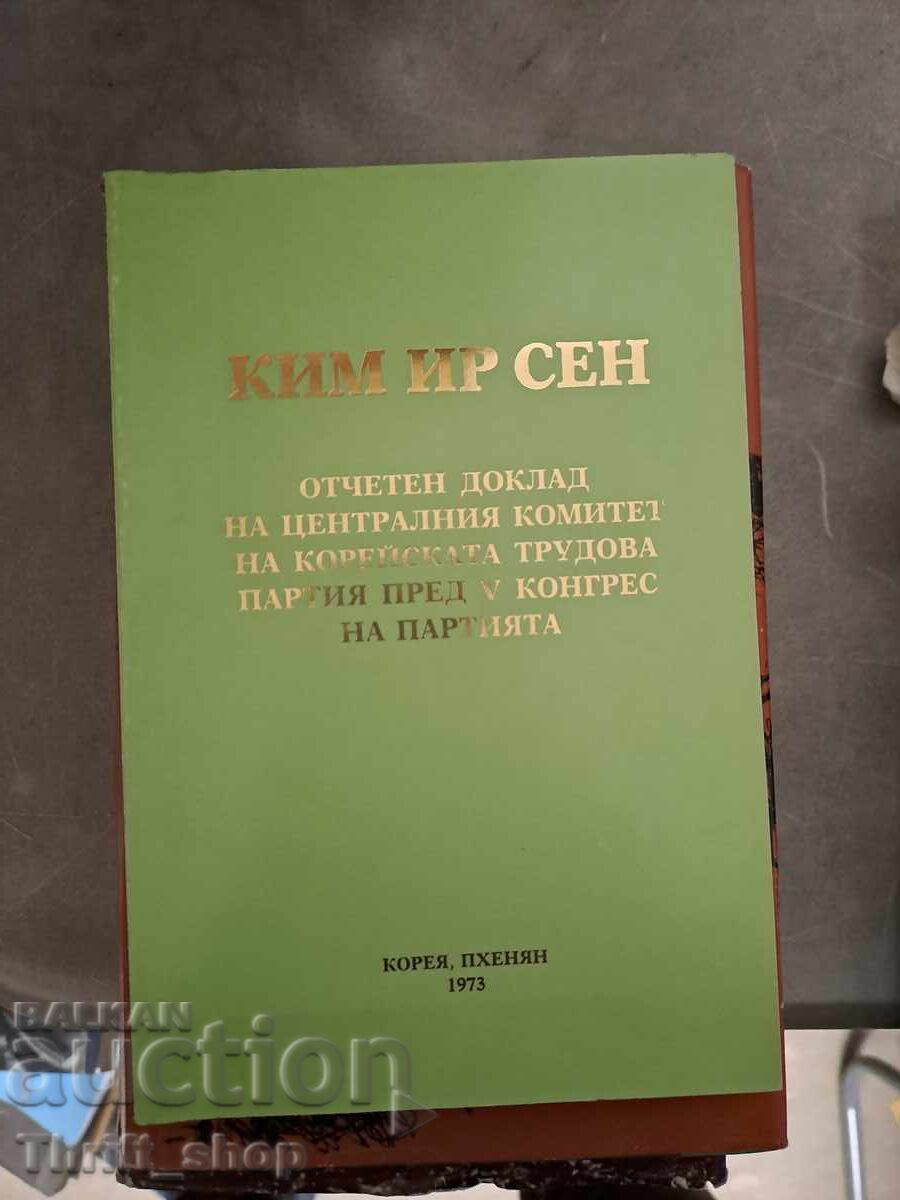 КИМ ИР СЕН
ОТЧЕТЕН ДОКЛАД
НА ЦЕНТРАЛНИЯ КОМИТЕТ
НА КОРЕЙСКАТА ТРУДОВА
ПАРТИЯ ПРЕД V КОНГРЕС
НА ПАРТИЯТА
КОРЕЯ, ПХЕНЯН
1973
BALKAN
auction
Thrift_shop